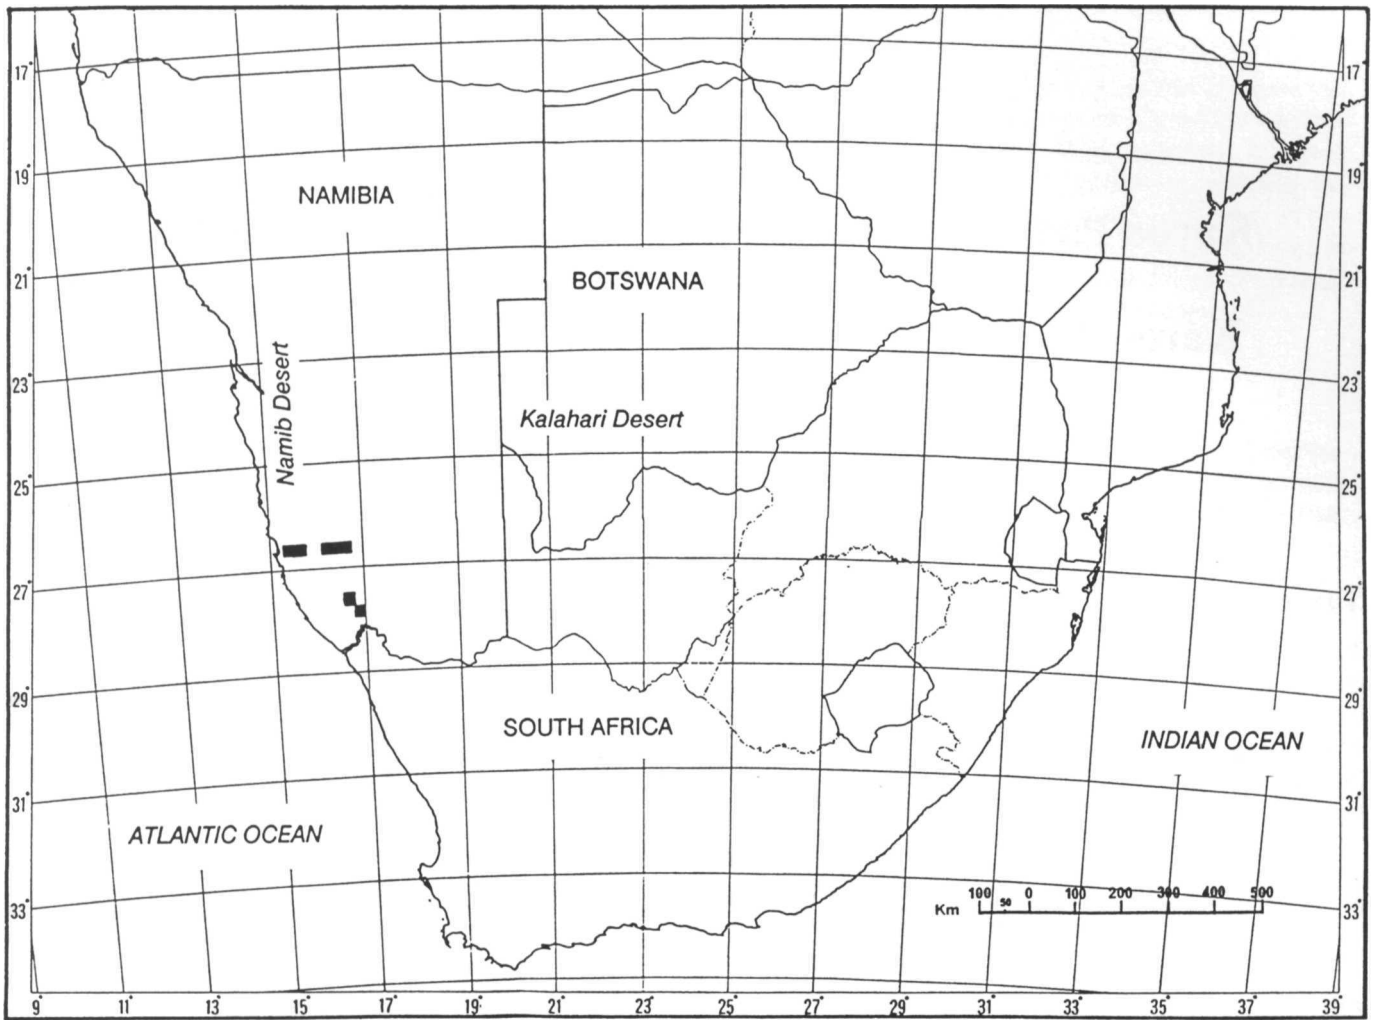 17° 17°
19° 19°
NAMIBIA
21° BOTSWANA 21°
23° 23°
Namib Desert
Kalahari Desert
25° 25°
27° 27°
29° 29°
SOUTH AFRICA
INDIAN OCEAN
31° 31°
ATLANTIC OCEAN
100 0 100 200 300 400 500
50
Km
33° 33°
9° 11° 13° 15° 17° 19° 21° 23° 25° 27° 29° 31° 33° 35° 37° 39°